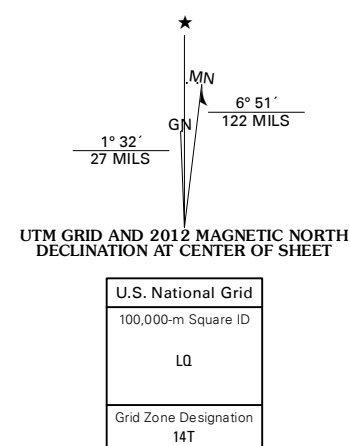 ★
MN
GN
6° 51´
122 MILS
1° 32´
27 MILS
UTM GRID AND 2012 MAGNETIC NORTH
DECLINATION AT CENTER OF SHEET
U.S. National Grid
100,000-m Square ID
LQ
Grid Zone Designation
14T